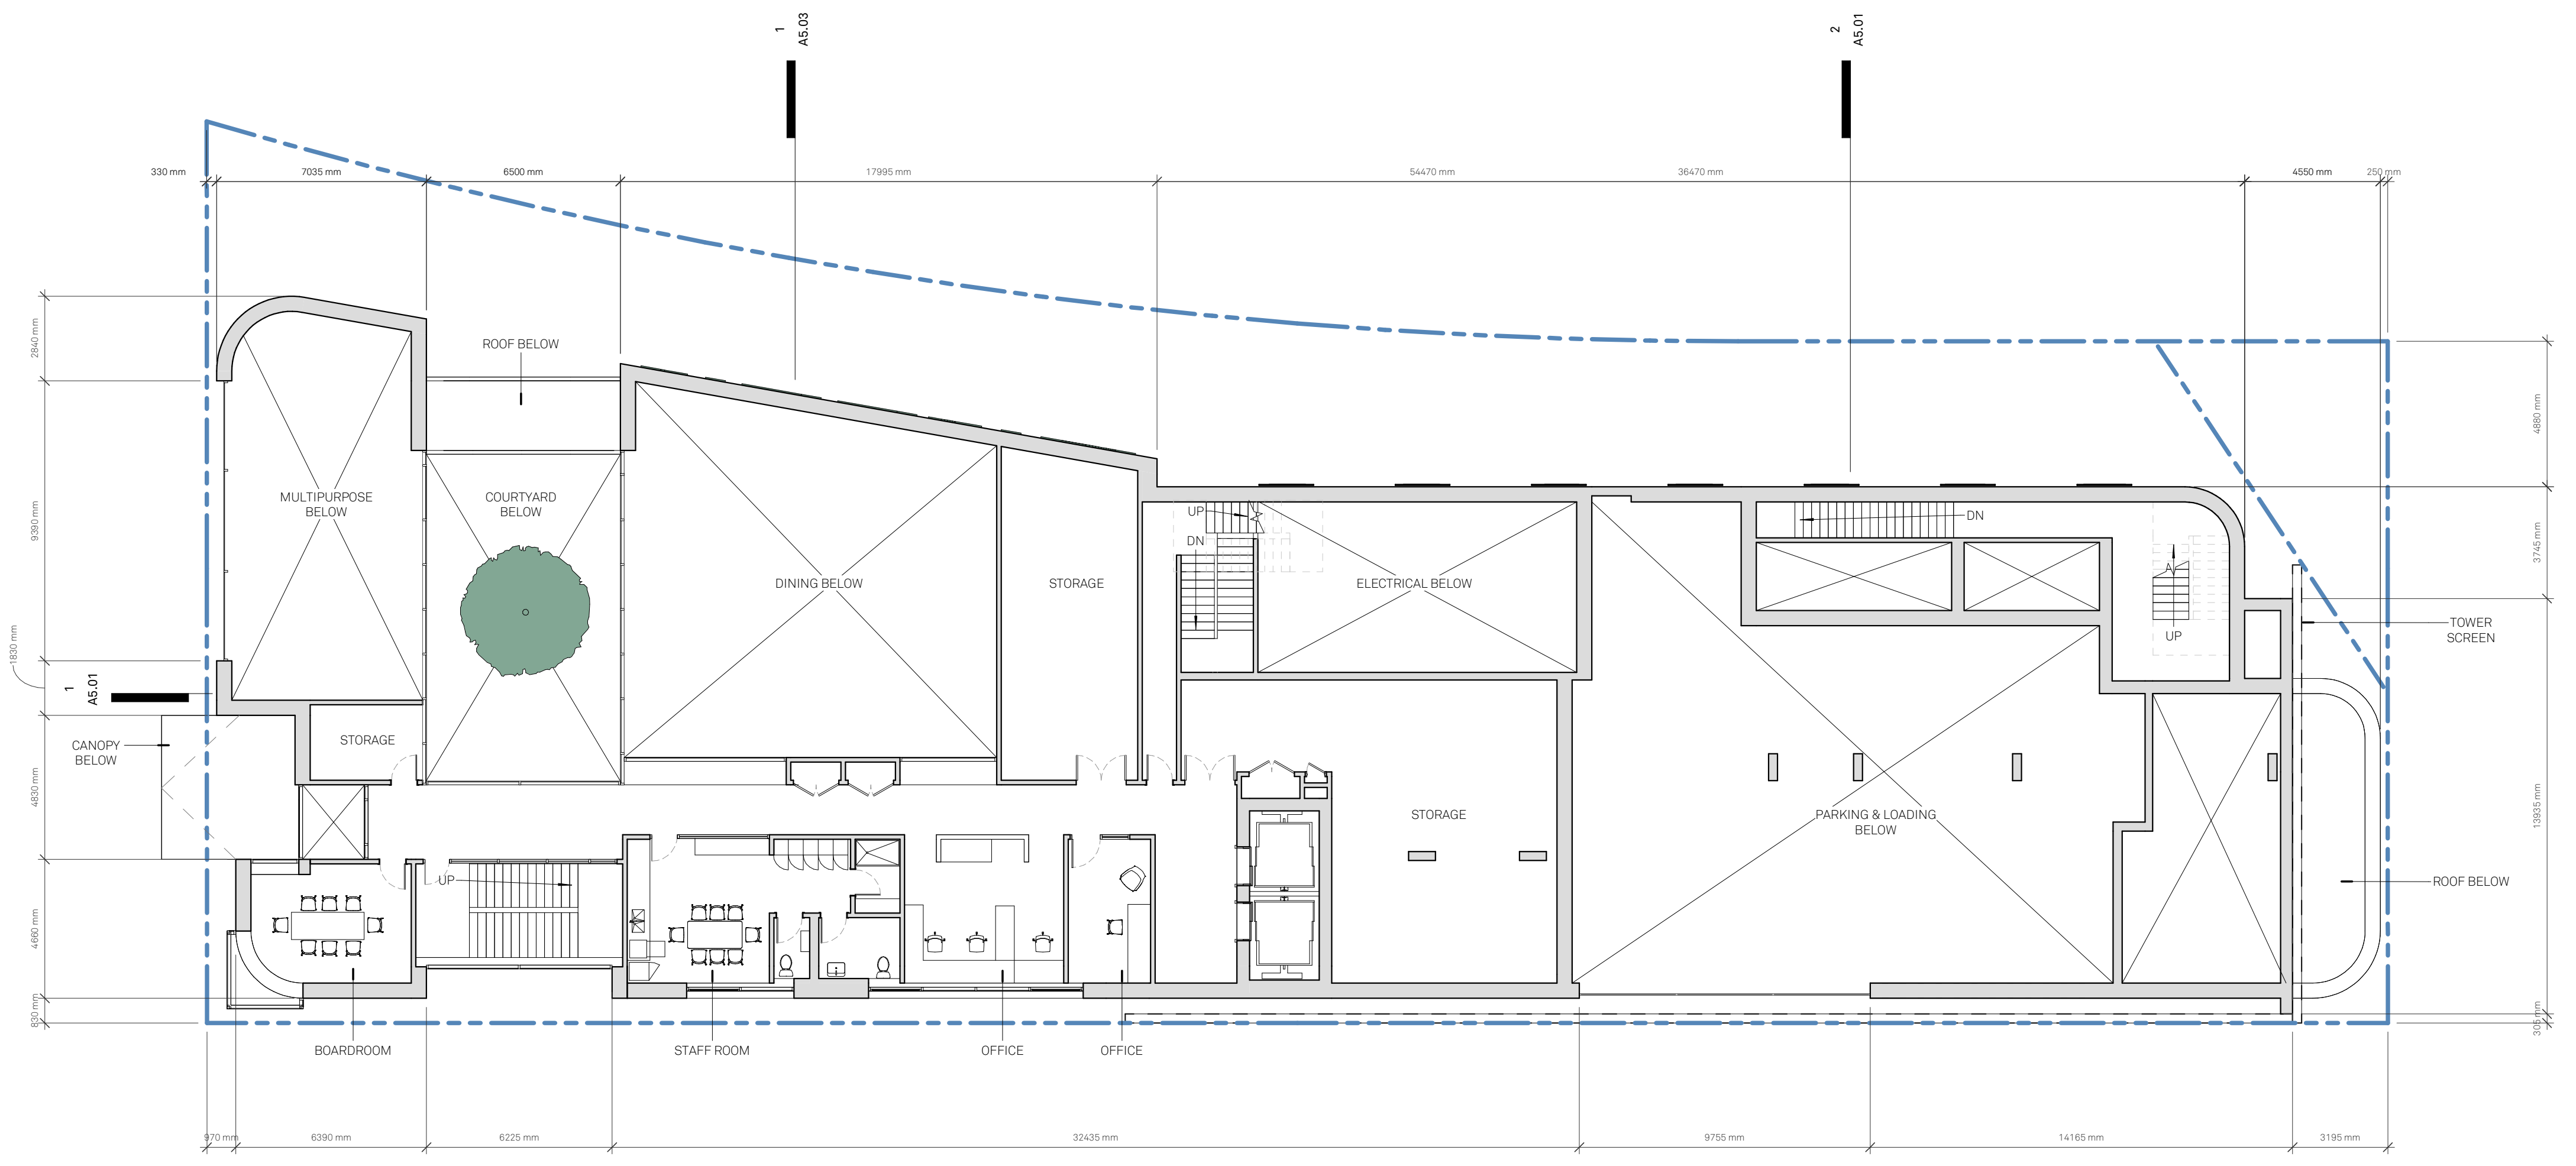 1
A5.03
2
A5.01
330 mm
7035 mm
6500 mm
17995 mm
54470 mm
36470 mm
4550 mm
250 mm
2840 mm
9390 mm
1830 mm
4830 mm
4660 mm
830 mm
4880 mm
3745 mm
13935 mm
305 mm
ROOF BELOW
MULTIPURPOSE
BELOW
COURTYARD
BELOW
DINING BELOW
STORAGE
UP
DN
ELECTRICAL BELOW
DN
UP
TOWER
SCREEN
1
A5.01
CANOPY
BELOW
STORAGE
STORAGE
PARKING & LOADING
BELOW
UP
ROOF BELOW
BOARDROOM
STAFF ROOM
OFFICE
OFFICE
970 mm
6390 mm
6225 mm
32435 mm
9755 mm
14165 mm
3195 mm